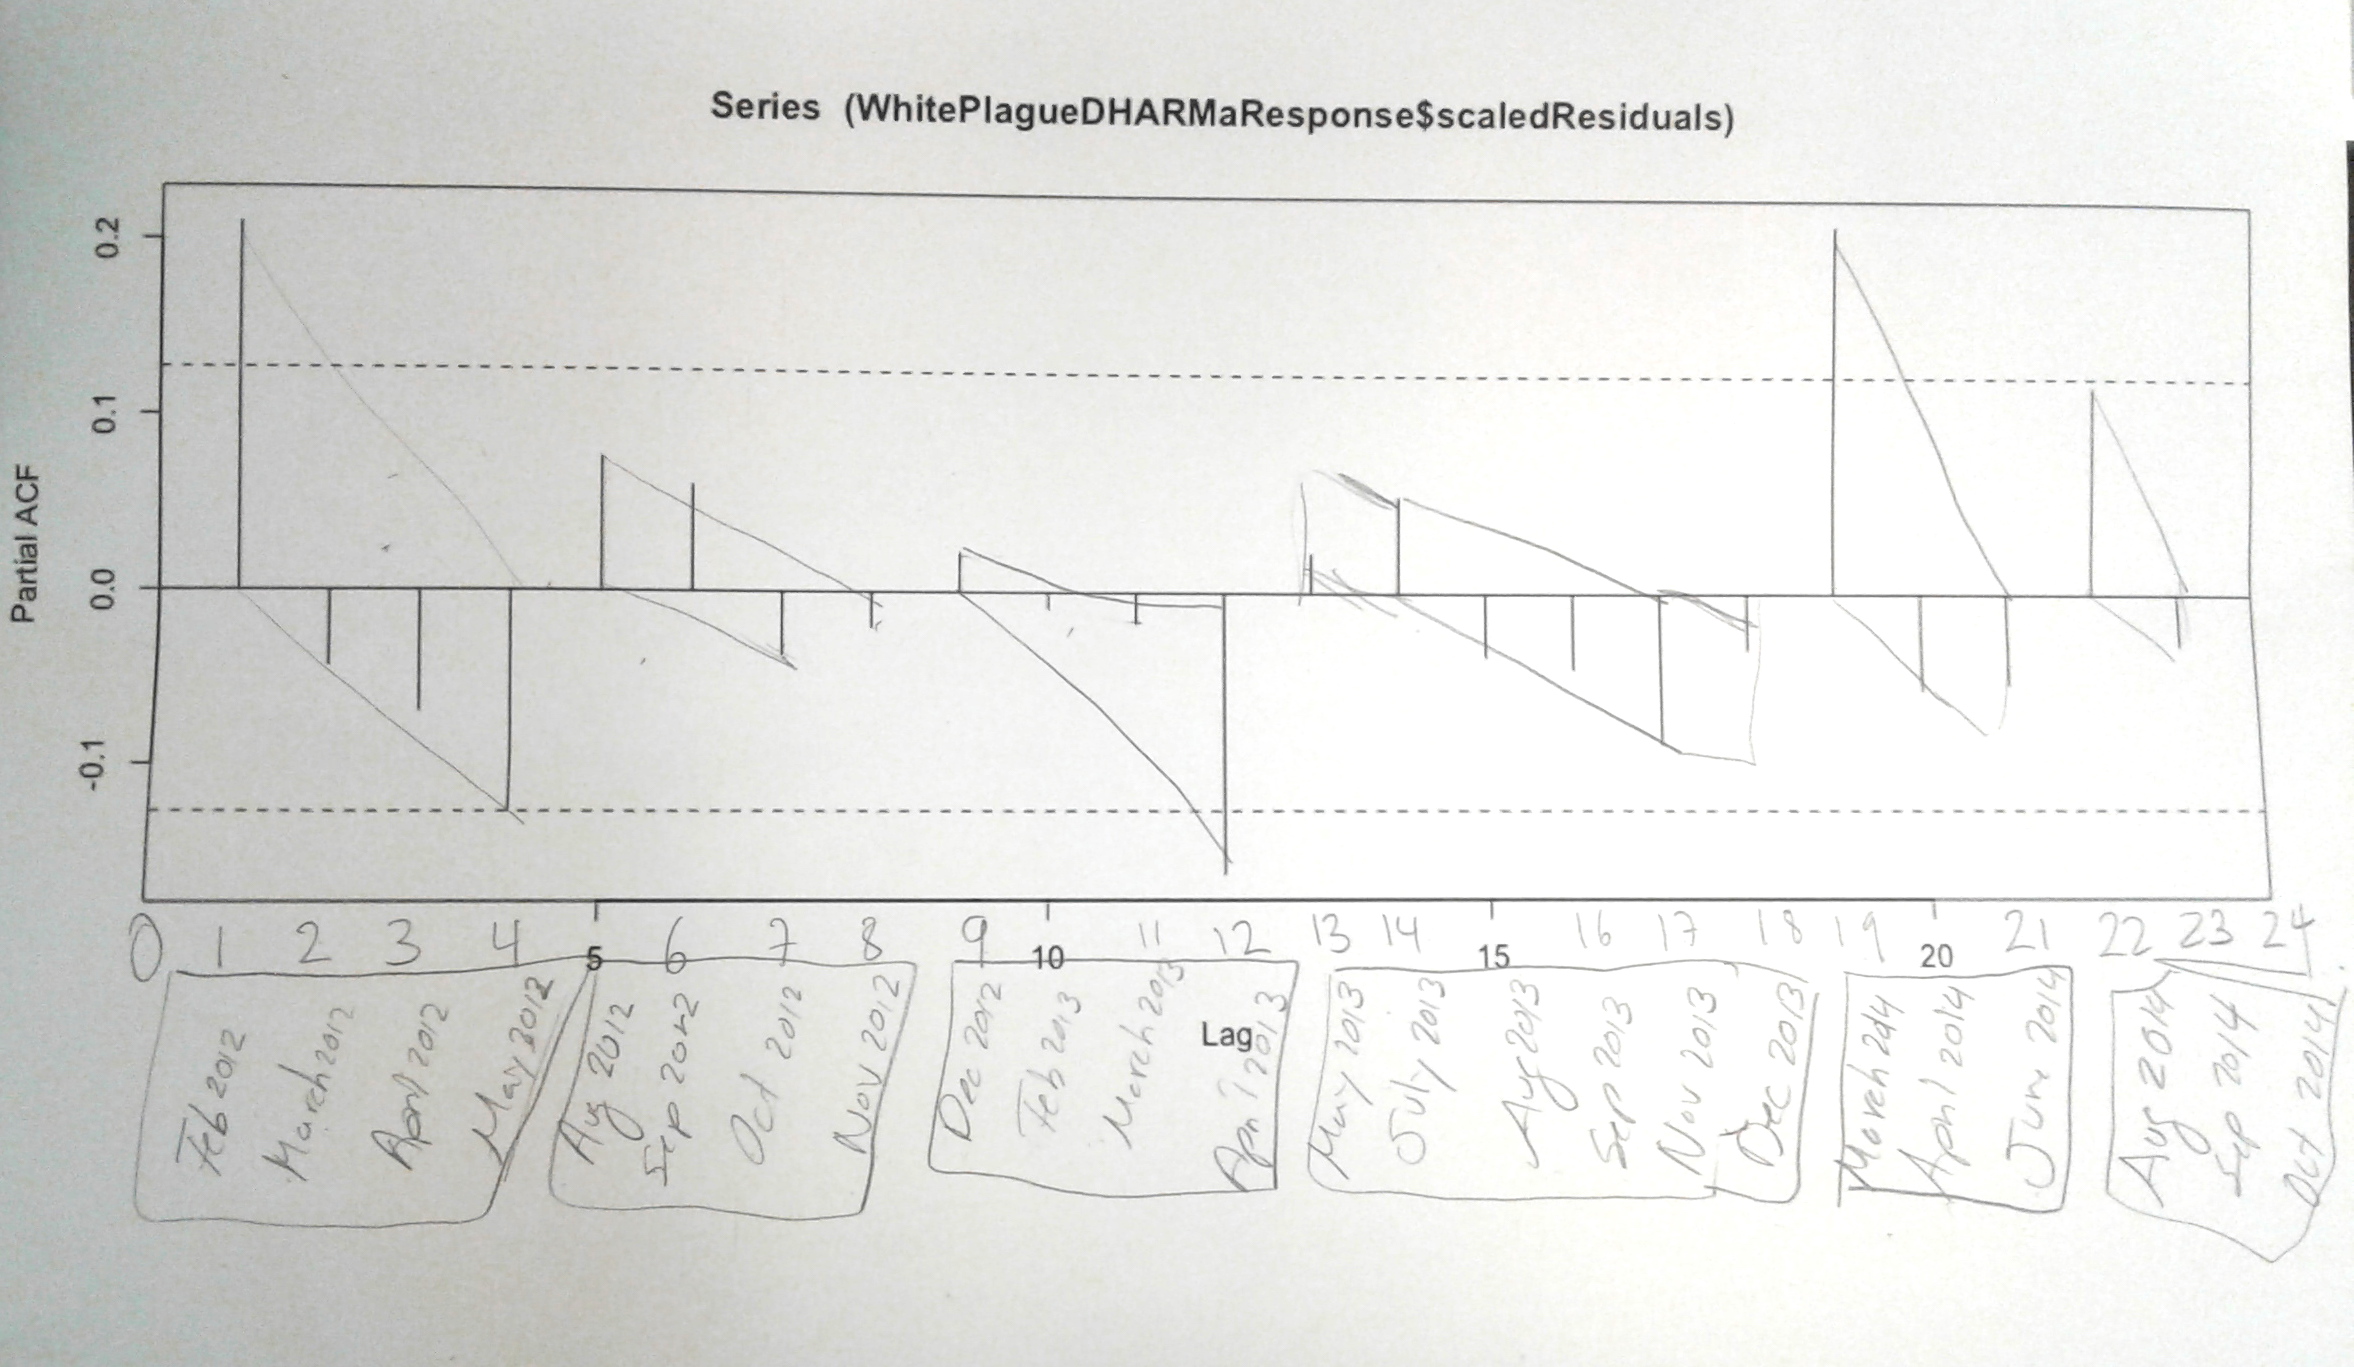 Series (WhitePlagueDHARMaResponse$scaledResiduals)
Partial ACF
0.2
0.1
0.0
-0.1
0 1 2 3 4 5 6 7 8 9 10 11 12 13 14 15 16 17 18 19 20 21 22 23 24
Lag
Feb 2012
March 2012
April 2012
May 2012
Aug 2012
Sep 2012
Oct 2012
Nov 2012
Dec 2012
Feb 2013
March 2013
April 2013
May 2013
July 2013
Aug 2013
Sep 2013
Nov 2013
Dec 2013
March 2014
April 2014
June 2014
Aug 2014
Sep 2014
Oct 2014